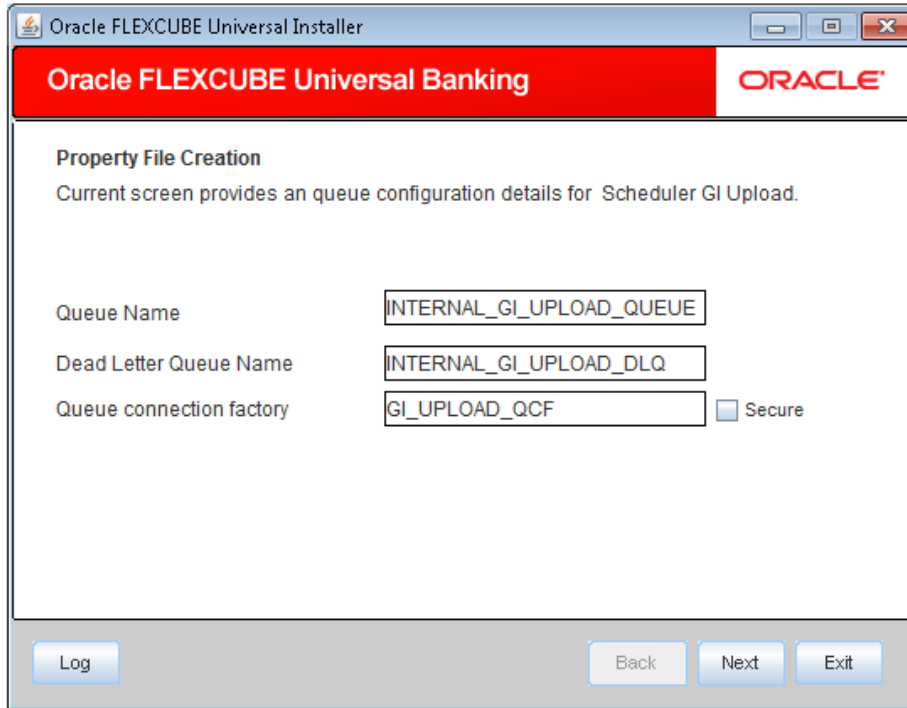 Oracle FLEXCUBE Universal Installer
Oracle FLEXCUBE Universal Banking
ORACLE
Property File Creation
Current screen provides an queue configuration details for Scheduler GI Upload.
Queue Name
INTERNAL_GI_UPLOAD_QUEUE
Dead Letter Queue Name
INTERNAL_GI_UPLOAD_DLQ
Queue connection factory
GI_UPLOAD_QCF
Secure
Log
Back
Next
Exit